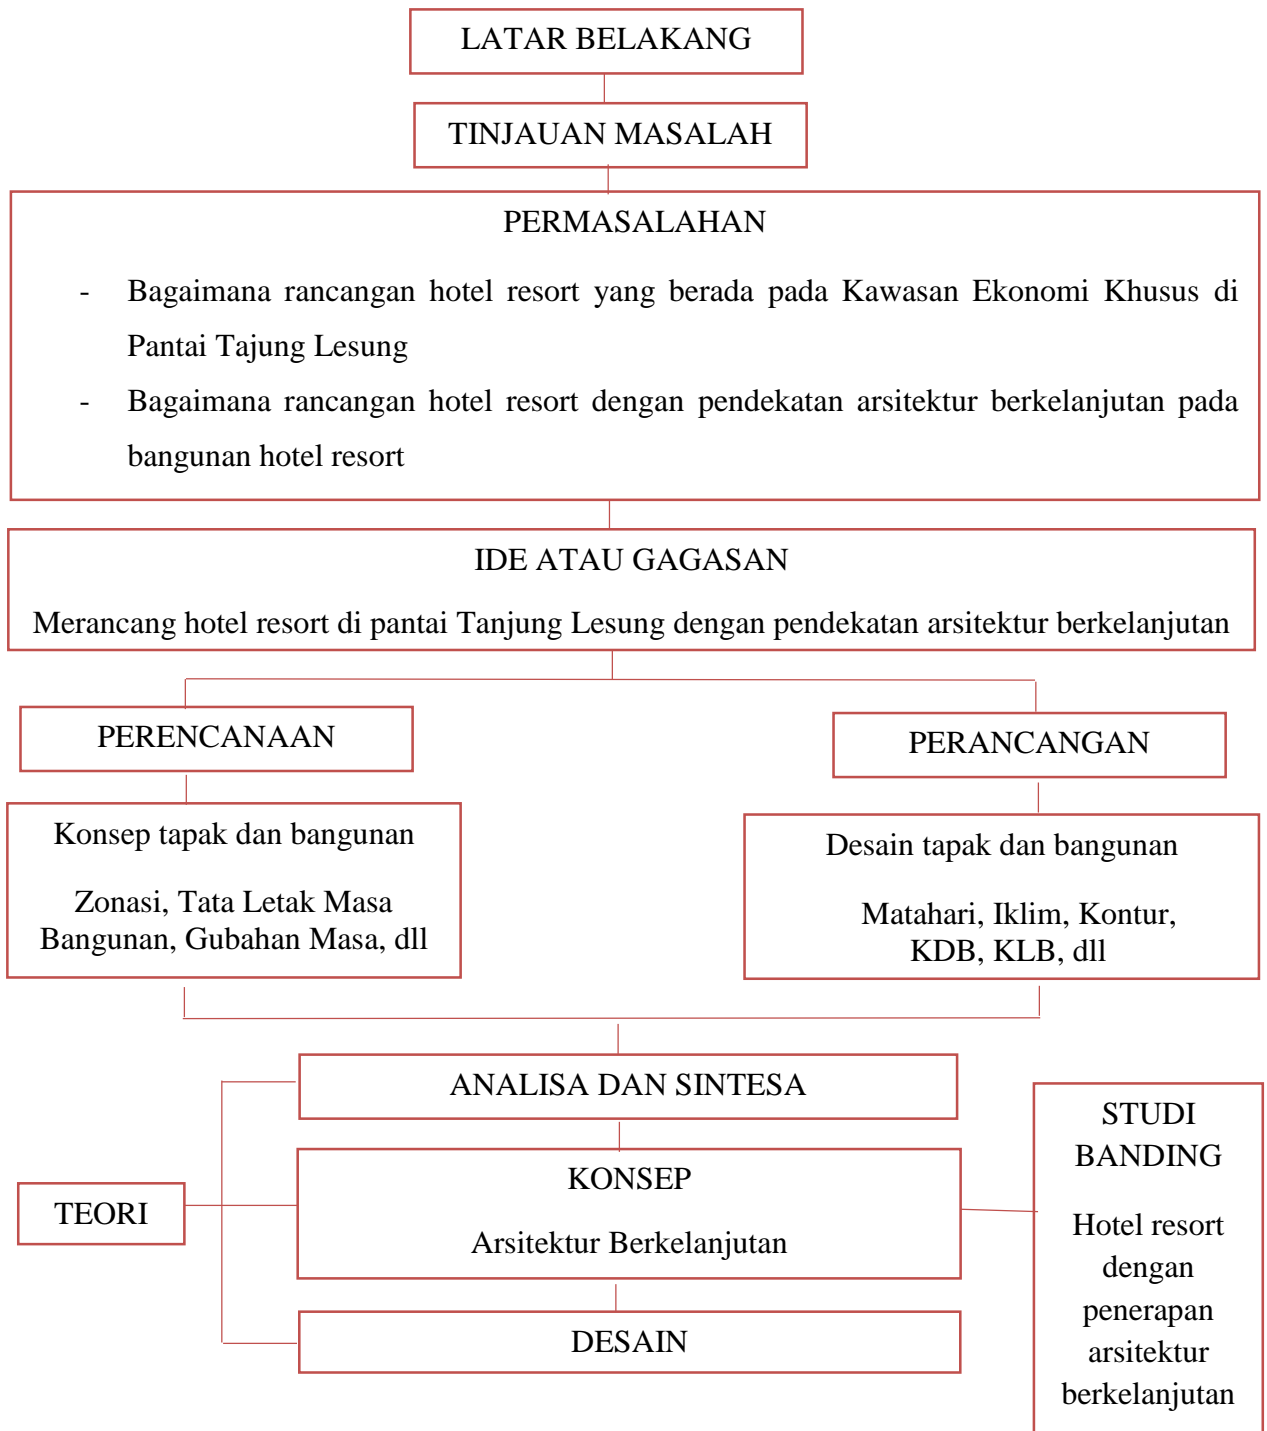 LATAR BELAKANG
TINJAUAN MASALAH
PERMASALAHAN
- Bagaimana rancangan hotel resort yang berada pada Kawasan Ekonomi Khusus di
Pantai Tajung Lesung
- Bagaimana rancangan hotel resort dengan pendekatan arsitektur berkelanjutan pada
bangunan hotel resort
IDE ATAU GAGASAN
Merancang hotel resort di pantai Tanjung Lesung dengan pendekatan arsitektur berkelanjutan
PERENCANAAN
Konsep tapak dan bangunan
Zonasi, Tata Letak Masa
Bangunan, Gubahan Masa, dll
PERANCANGAN
Desain tapak dan bangunan
Matahari, Iklim, Kontur,
KDB, KLB, dll
ANALISA DAN SINTESA
TEORI
KONSEP
Arsitektur Berkelanjutan
DESAIN
STUDI
BANDING
Hotel resort
dengan
penerapan
arsitektur
berkelanjutan